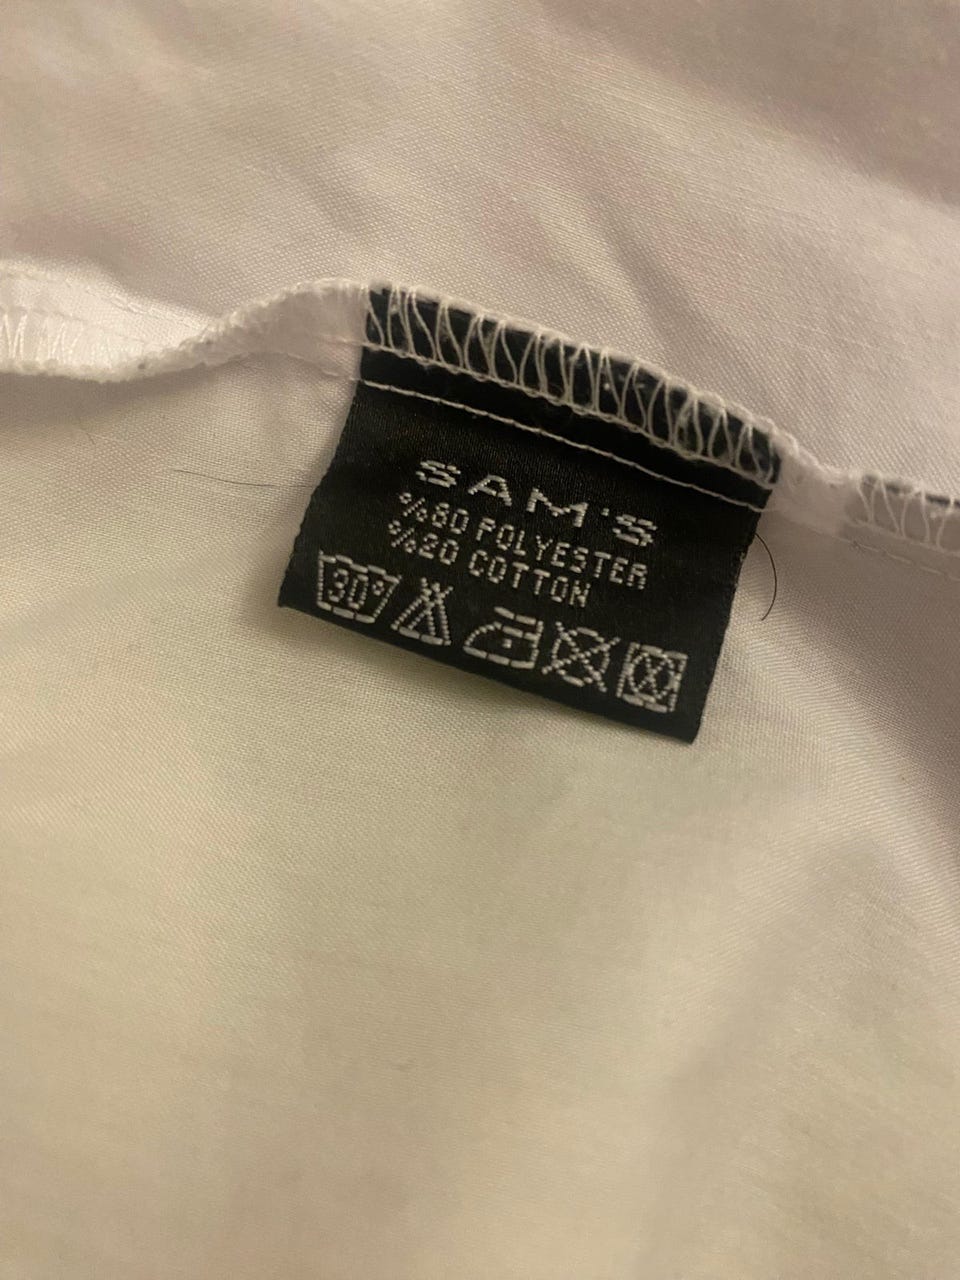 SAM'S
%80 POLYESTER
%20 COTTON
30°